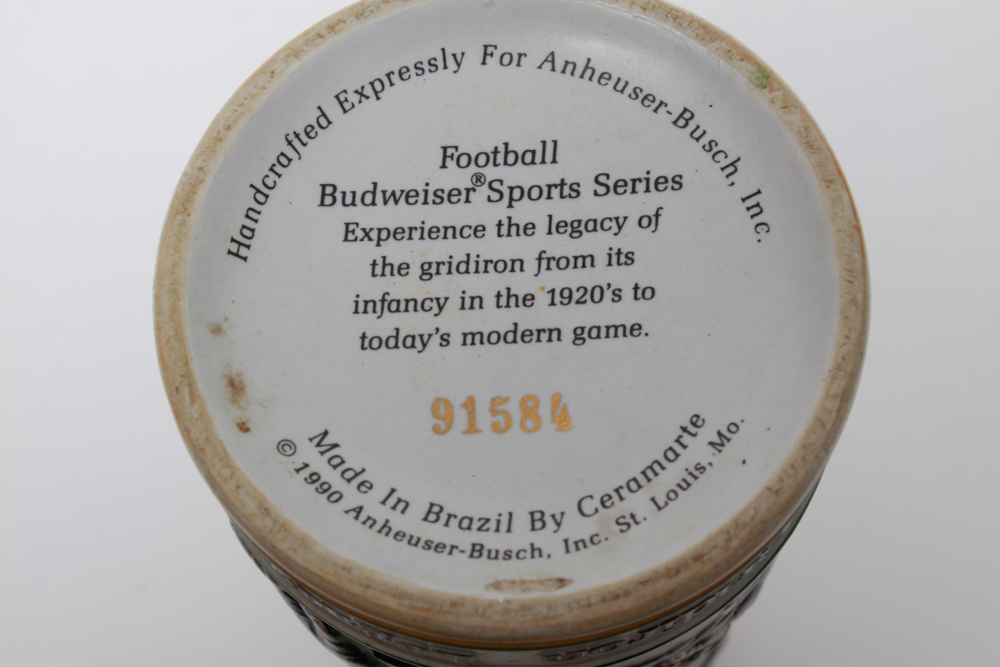 Handcrafted Expressly For Anheuser-Busch, Inc.
Football
Budweiser® Sports Series
Experience the legacy of
the gridiron from its
infancy in the 1920's to
today's modern game.
91584
Made In Brazil By Ceramarte
© 1990 Anheuser-Busch, Inc. St. Louis, Mo.